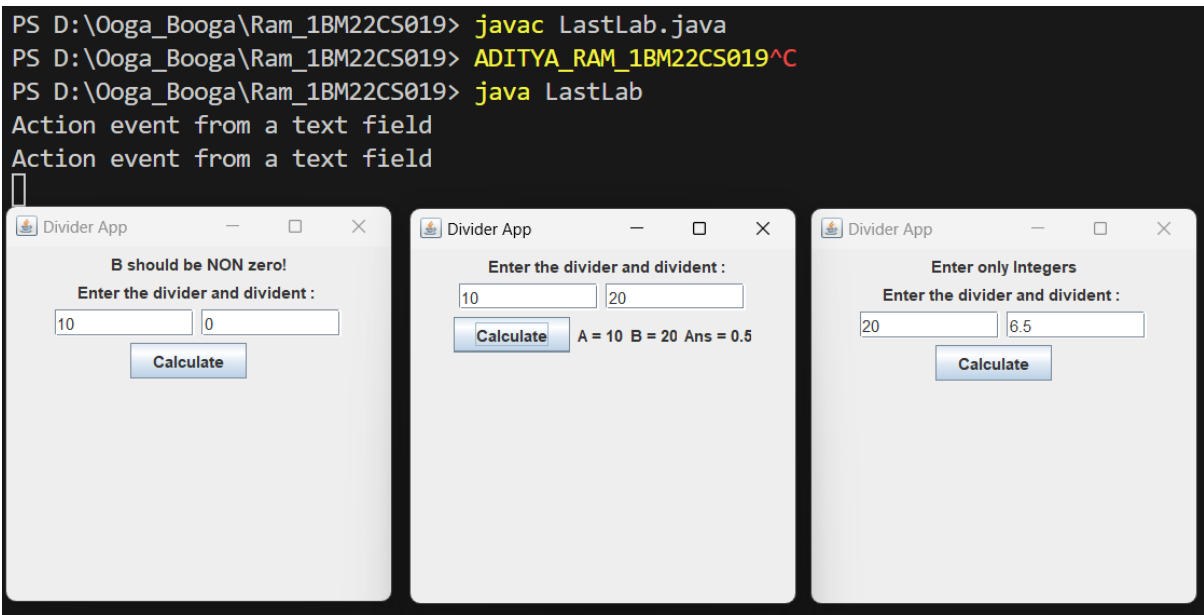 PS D:\Ooga_Booga\Ram_1BM22CS019> javac LastLab.java
PS D:\Ooga_Booga\Ram_1BM22CS019> ADITYA_RAM_1BM22CS019^C
PS D:\Ooga_Booga\Ram_1BM22CS019> java LastLab
Action event from a text field
Action event from a text field
Divider App
B should be NON zero!
Enter the divider and divident :
10 0
Calculate
Divider App
Enter the divider and divident :
10 20
Calculate A = 10 B = 20 Ans = 0.5
Divider App
Enter only Integers
Enter the divider and divident :
20 6.5
Calculate